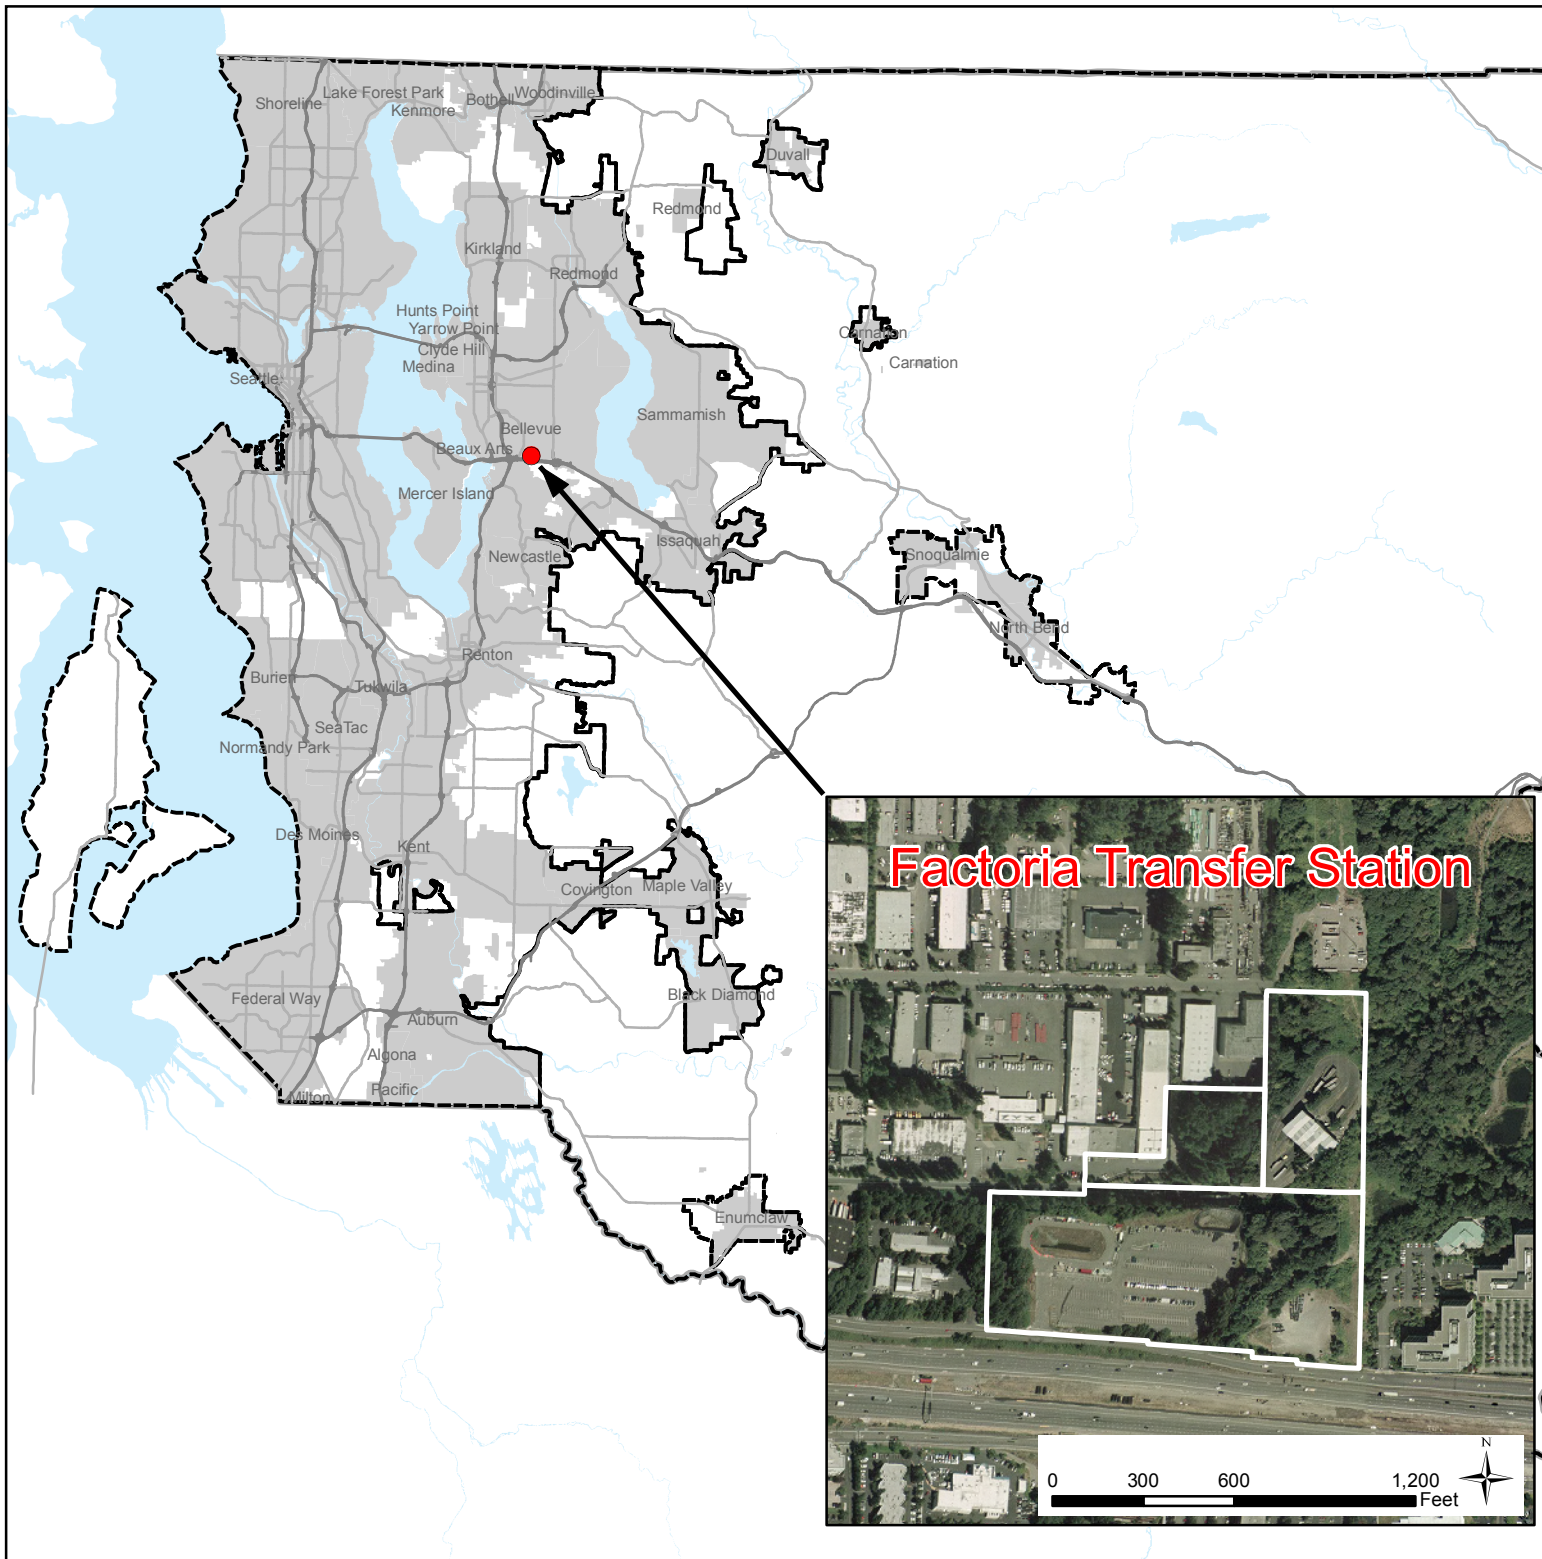 Shoreline
Lake Forest Park
Kenmore
Bothell
Woodinville
Duvall
Redmond
Kirkland
Redmond
Hunts Point
Yarrow Point
Clyde Hill
Medina
Carnation
Carnation
Seattle
Sammamish
Bellevue
Beaux Arts
Mercer Island
Issaquah
Newcastle
Snoqualmie
North Bend
Renton
Burien
Tukwila
SeaTac
Normandy Park
Des Moines
Kent
Covington
Maple Valley
Factoria Transfer Station
Federal Way
Black Diamond
Auburn
Algona
Pacific
Milton
Enumclaw
N
0 300 600 1,200
Feet